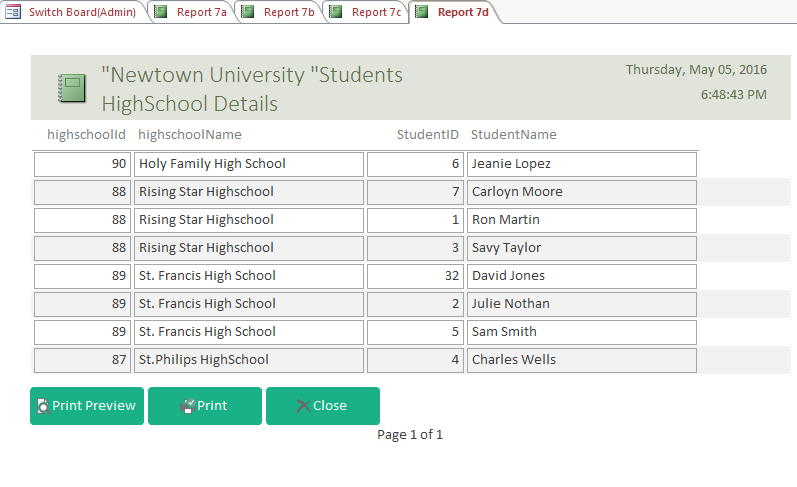 Switch Board(Admin) Report 7a Report 7b Report 7c Report 7d
"Newtown University "Students
HighSchool Details
Thursday, May 05, 2016
6:48:43 PM
highschoolId highschoolName StudentID StudentName
90 Holy Family High School 6 Jeanie Lopez
88 Rising Star Highschool 7 Carloyn Moore
88 Rising Star Highschool 1 Ron Martin
88 Rising Star Highschool 3 Savy Taylor
89 St. Francis High School 32 David Jones
89 St. Francis High School 2 Julie Nothan
89 St. Francis High School 5 Sam Smith
87 St.Philips HighSchool 4 Charles Wells
Print Preview Print Close
Page 1 of 1